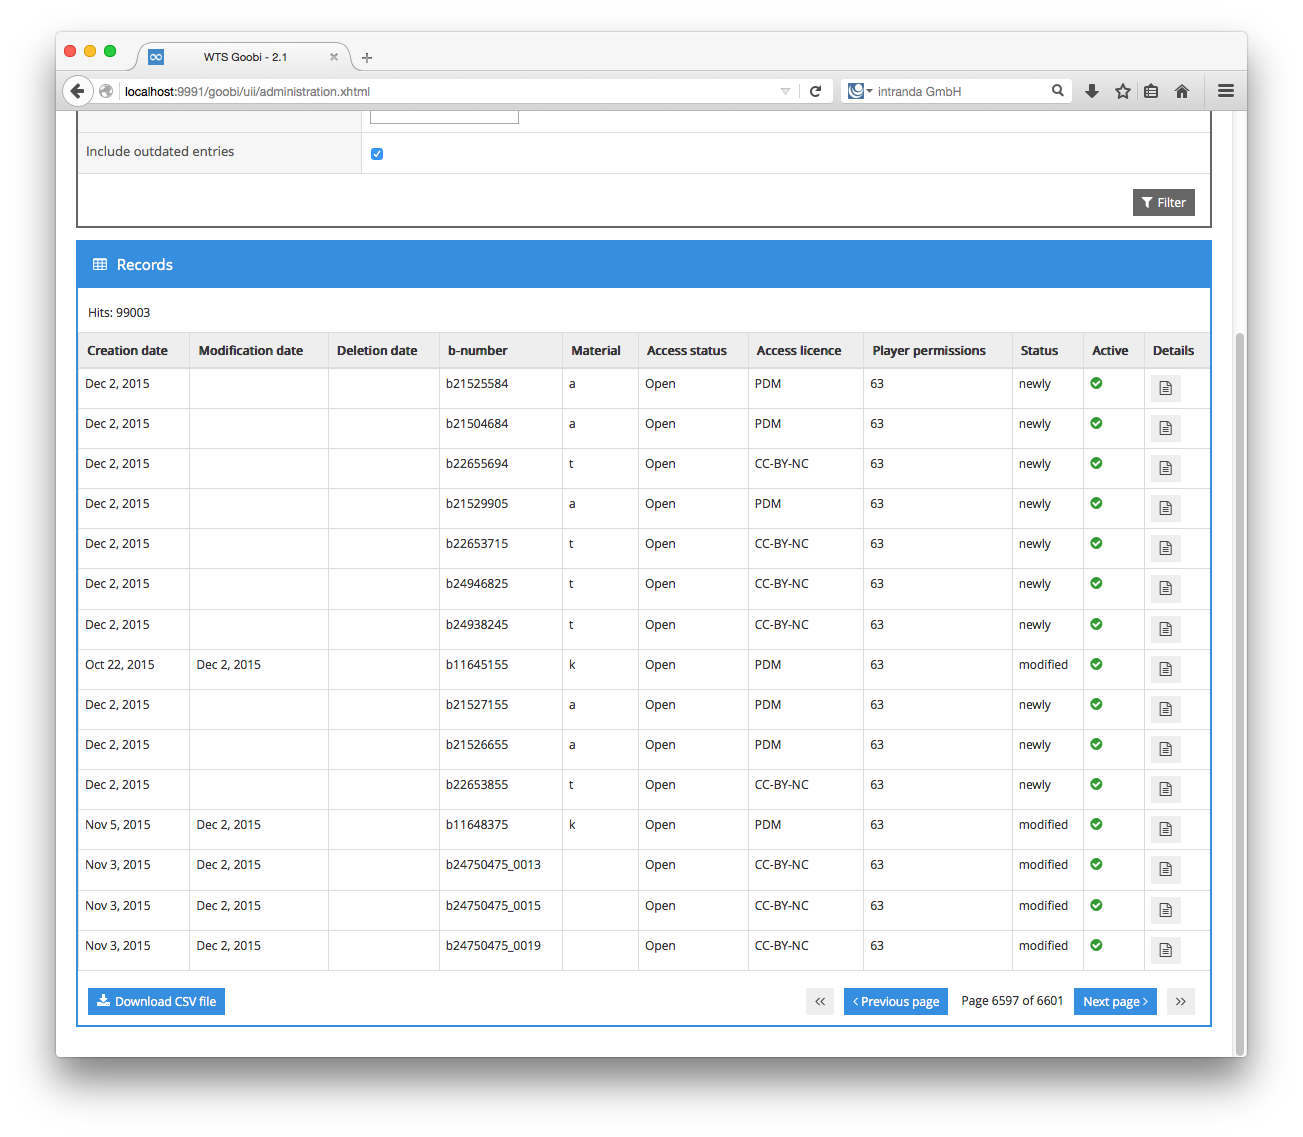 WTS Goobi - 2.1
localhost:9991/goobi/uii/administration.xhtml
intranda GmbH
Include outdated entries
Filter
Records
Hits: 99003
Creation date Modification date Deletion date b-number Material Access status Access licence Player permissions Status Active Details
Dec 2, 2015 b21525584 a Open PDM 63 newly
Dec 2, 2015 b21504684 a Open PDM 63 newly
Dec 2, 2015 b22655694 t Open CC-BY-NC 63 newly
Dec 2, 2015 b21529905 a Open PDM 63 newly
Dec 2, 2015 b22653715 t Open CC-BY-NC 63 newly
Dec 2, 2015 b24946825 t Open CC-BY-NC 63 newly
Dec 2, 2015 b24938245 t Open CC-BY-NC 63 newly
Oct 22, 2015 Dec 2, 2015 b11645155 k Open PDM 63 modified
Dec 2, 2015 b21527155 a Open PDM 63 newly
Dec 2, 2015 b21526655 a Open PDM 63 newly
Dec 2, 2015 b22653855 t Open CC-BY-NC 63 newly
Nov 5, 2015 Dec 2, 2015 b11648375 k Open PDM 63 modified
Nov 3, 2015 Dec 2, 2015 b24750475_0013 Open CC-BY-NC 63 modified
Nov 3, 2015 Dec 2, 2015 b24750475_0015 Open CC-BY-NC 63 modified
Nov 3, 2015 Dec 2, 2015 b24750475_0019 Open CC-BY-NC 63 modified
Download CSV file « ‹ Previous page Page 6597 of 6601 Next page › »